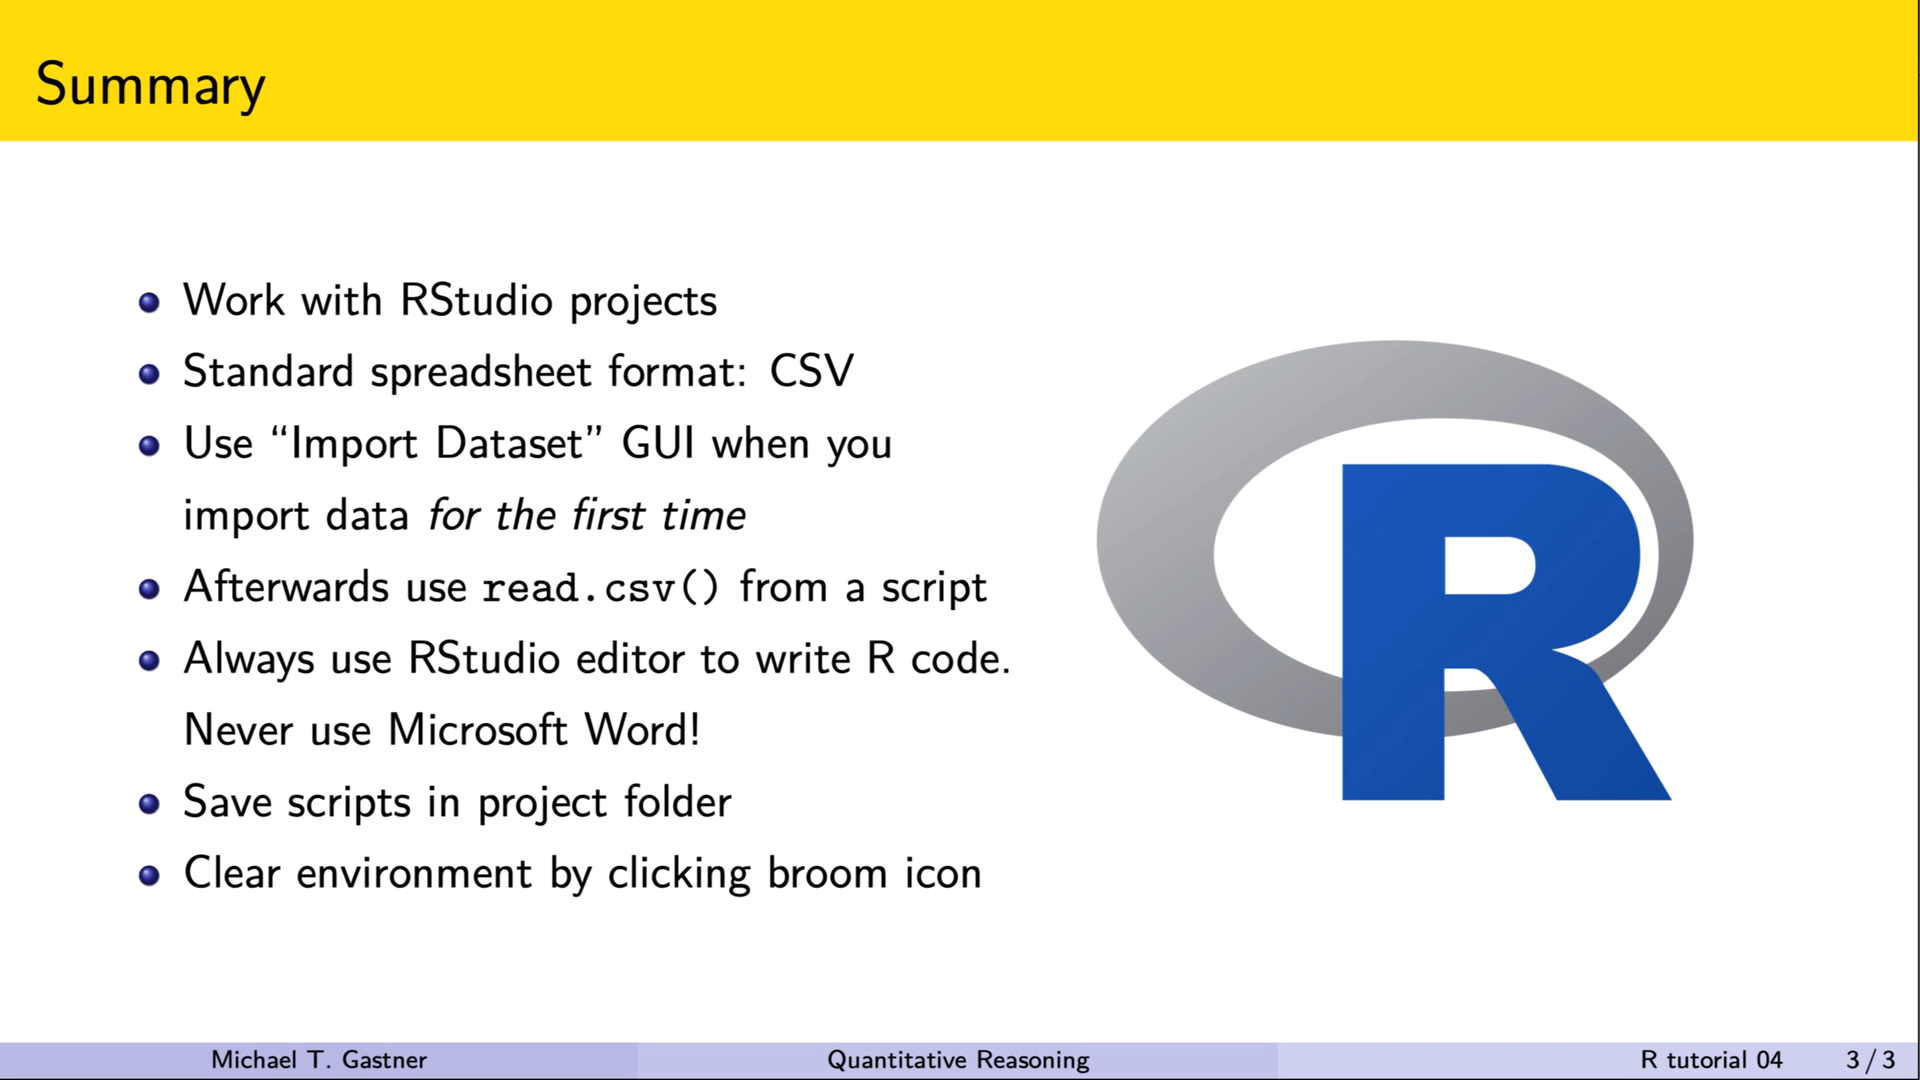 Summary
Work with RStudio projects
Standard spreadsheet format: CSV
Use “Import Dataset” GUI when you
import data for the first time
Afterwards use read.csv() from a script
Always use RStudio editor to write R code.
Never use Microsoft Word!
Save scripts in project folder
Clear environment by clicking broom icon
R
Michael T. Gastner
Quantitative Reasoning
R tutorial 04
3 / 3